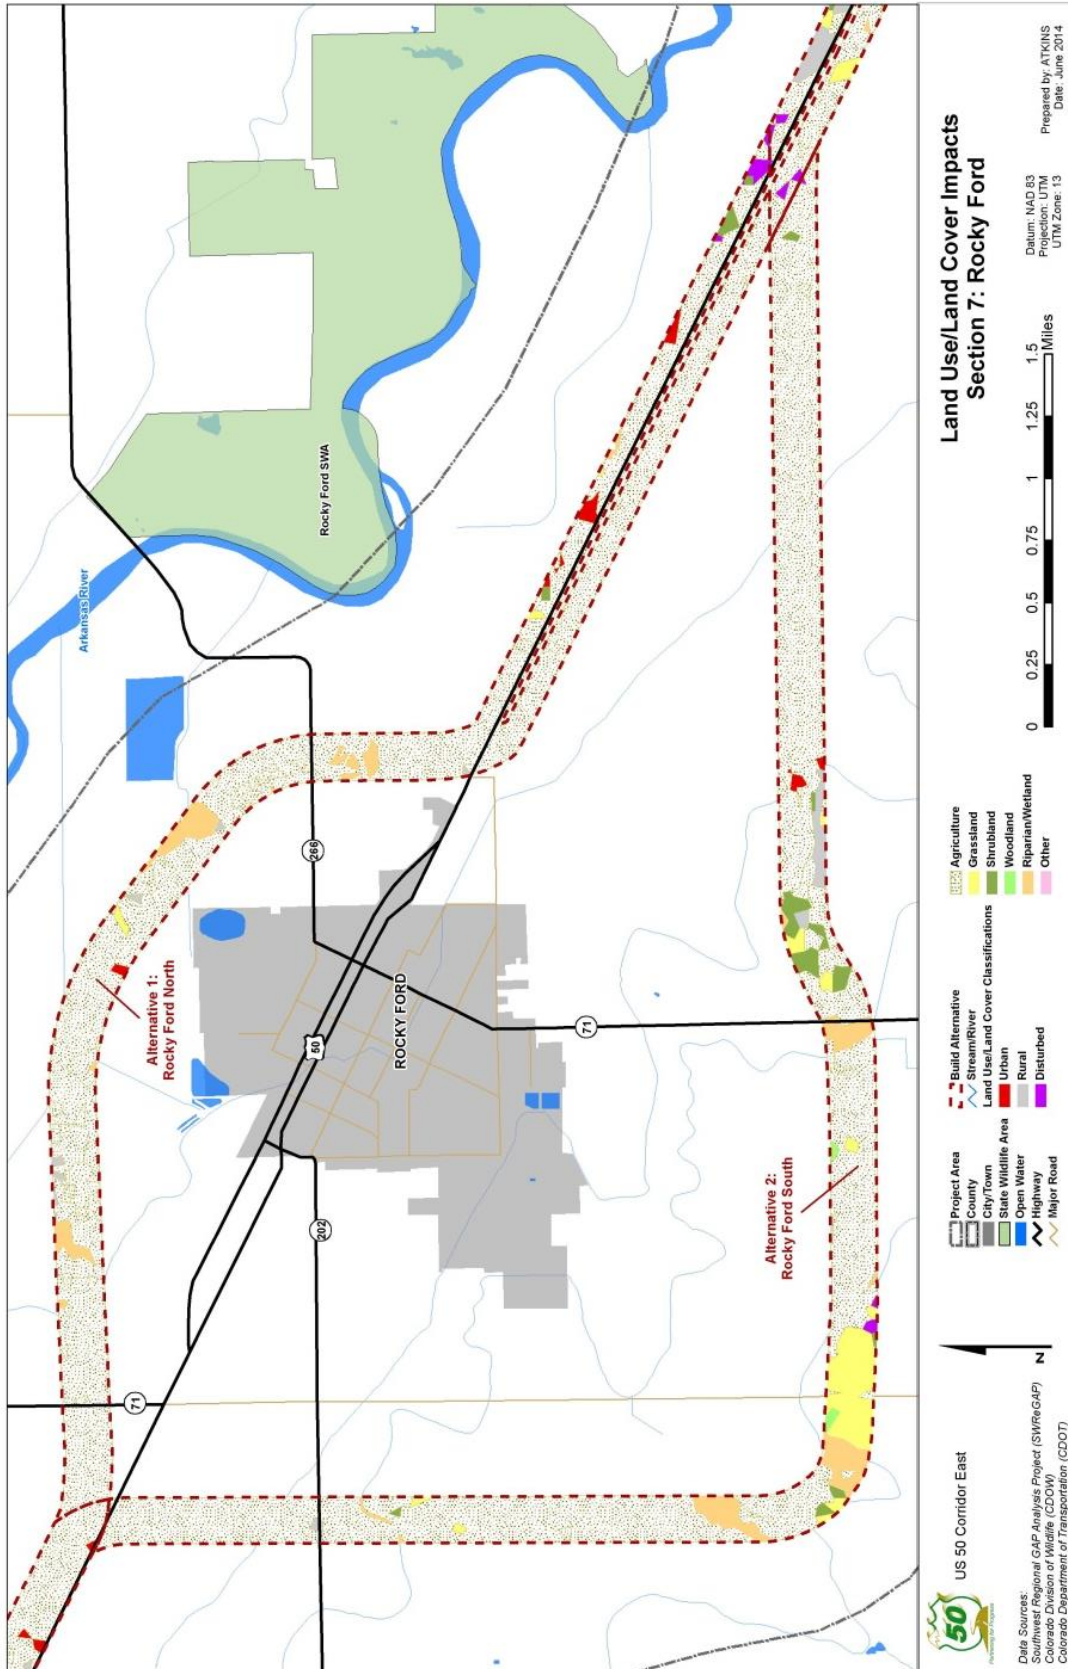 Arkansas River
Rocky Ford SWA
266
Alternative 1:
Rocky Ford North
50
ROCKY FORD
71
202
71
Alternative 2:
Rocky Ford South
Land Use/Land Cover Impacts
Section 7: Rocky Ford
Datum: NAD 83
Projection: UTM
UTM Zone: 13
Prepared by: ATKINS
Date: June 2014
0 0.25 0.5 0.75 1 1.25 1.5
Miles
Project Area
County
City/Town
State Wildlife Area
Open Water
Highway
Major Road
Build Alternative
Stream/River
Land Use/Land Cover Classifications
Urban
Rural
Disturbed
Agriculture
Grassland
Shrubland
Woodland
Riparian/Wetland
Other
N
50
US 50 Corridor East
Data Sources:
Southwest Regional GAP Analysis Project (SWReGAP)
Colorado Division of Wildlife (CDOW)
Colorado Department of Transportation (CDOT)